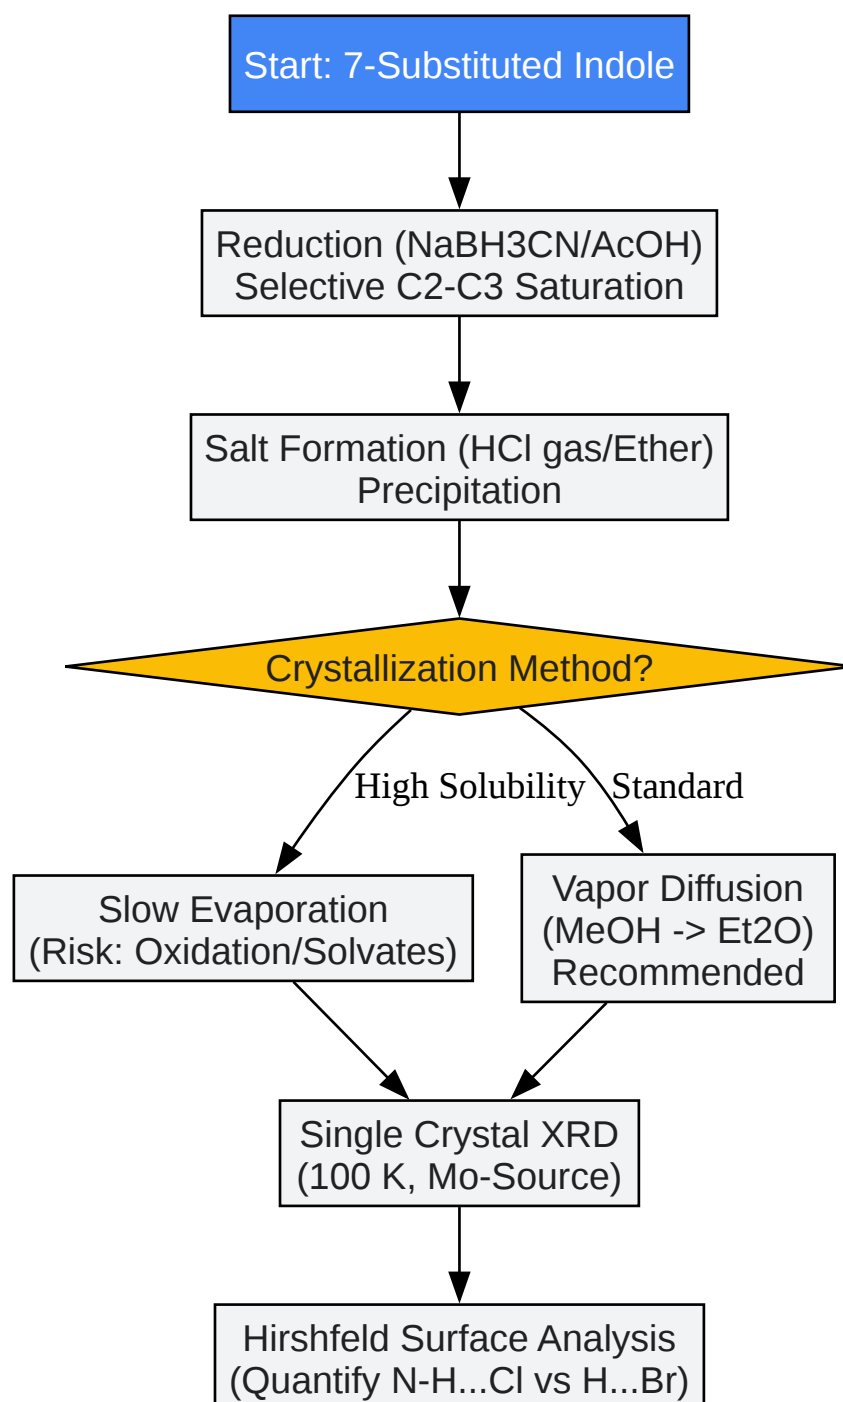 Start: 7-Substituted Indole
Reduction (NaBH3CN/AcOH)
Selective C2-C3 Saturation
Salt Formation (HCl gas/Ether)
Precipitation
Crystallization Method?
High Solubility
Standard
Slow Evaporation
(Risk: Oxidation/Solvates)
Vapor Diffusion
(MeOH -> Et2O)
Recommended
Single Crystal XRD
(100 K, Mo-Source)
Hirshfeld Surface Analysis
(Quantify N-H...Cl vs H...Br)